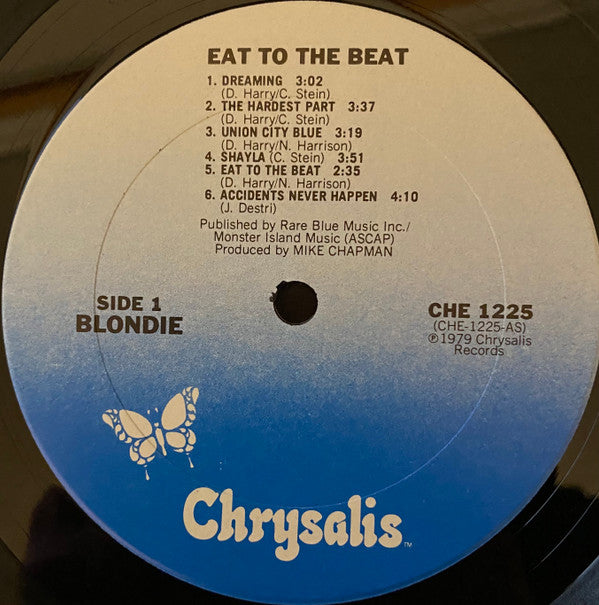 EAT TO THE BEAT
1. DREAMING 3:02
(D. Harry/C. Stein)
2. THE HARDEST PART 3:37
(D. Harry/C. Stein)
3. UNION CITY BLUE 3:19
(D. Harry/N. Harrison)
4. SHAYLA (C. Stein) 3:51
5. EAT TO THE BEAT 2:35
(D. Harry/N. Harrison)
6. ACCIDENTS NEVER HAPPEN 4:10
(J. Destri)
Published by Rare Blue Music Inc./
Monster Island Music (ASCAP)
Produced by MIKE CHAPMAN
SIDE 1
BLONDIE
CHE 1225
(CHE-1225-AS)
℗1979 Chrysalis
Records
Chrysalis™